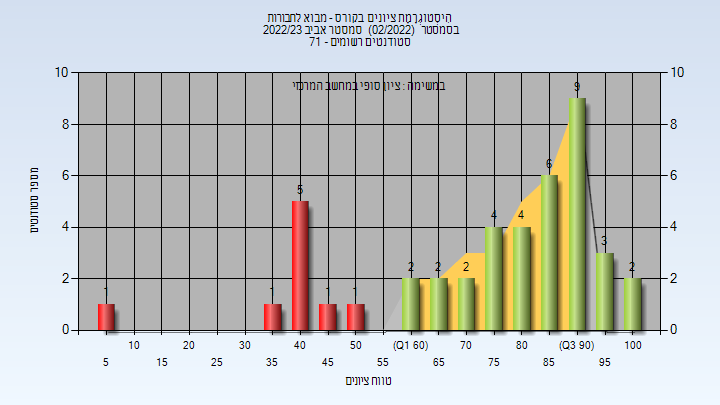 היסטוגרמת ציונים בקורס - מבוא לחברות
בסמסטר (02/2022) סמסטר אביב 2022/23
סטודנטים רשומים - 71
במשימה : ציון סופי במחשב המרכזי
מספר סטודנטים
10 10
8 8
6 6
4 4
2 2
0 0
1 1 5 1 1 2 2 2 4 4 6 9 3 2
10 20 30 40 50 (Q1 60) 70 80 (Q3 90) 100
5 15 25 35 45 55 65 75 85 95
טווח ציונים